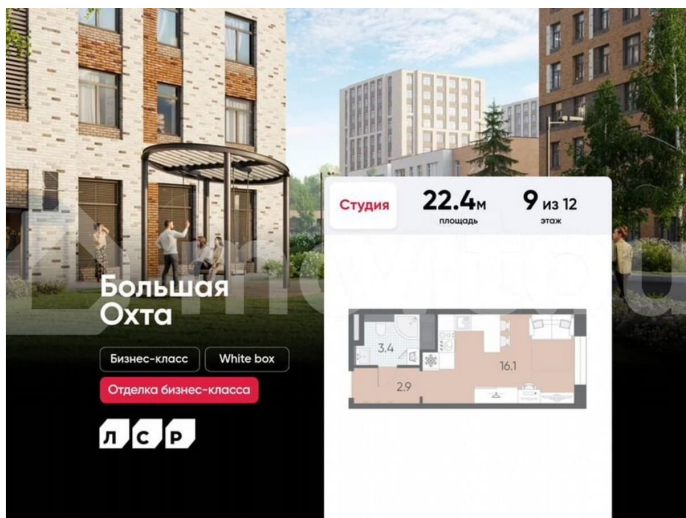 Студия
22.4м
площадь
9 из 12
этаж
Большая
Охта
Бизнес-класс
White box
Отделка бизнес-класса
ЛСР
3.4
2.9
16.1